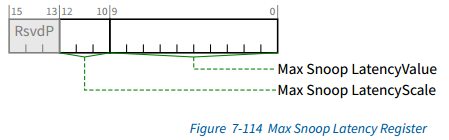 15 13 12 10 9 0
RsvdP
Max Snoop LatencyValue
Max Snoop LatencyScale
Figure 7-114 Max Snoop Latency Register